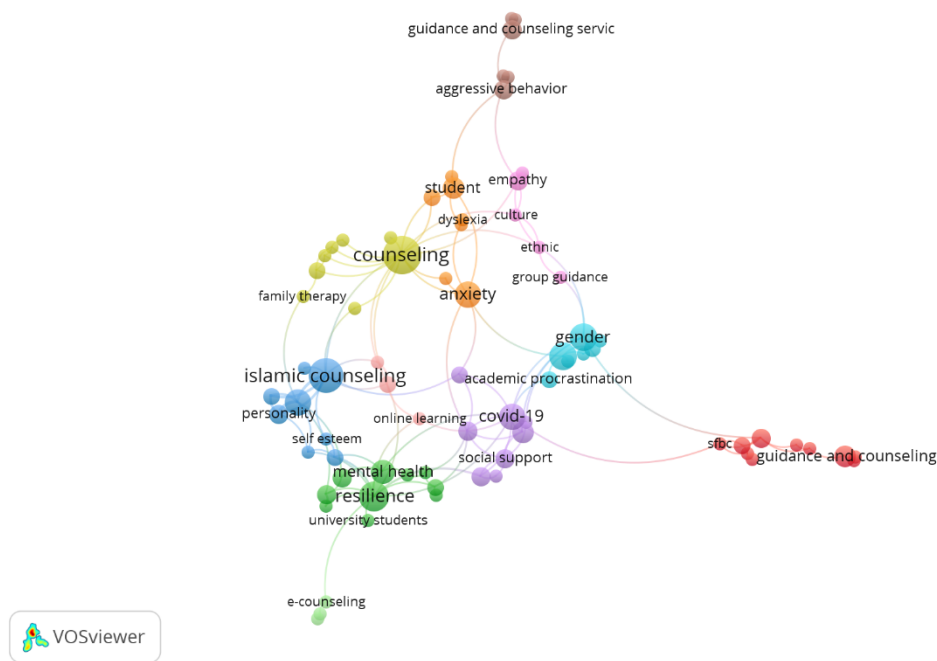 guidance and counseling servic
aggressive behavior
student
empathy
dyslexia
culture
counseling
ethnic
group guidance
family therapy
anxiety
gender
islamic counseling
academic procrastination
personality
online learning
covid-19
self esteem
sfbc
guidance and counseling
social support
mental health
resilience
university students
e-counseling
VOSviewer